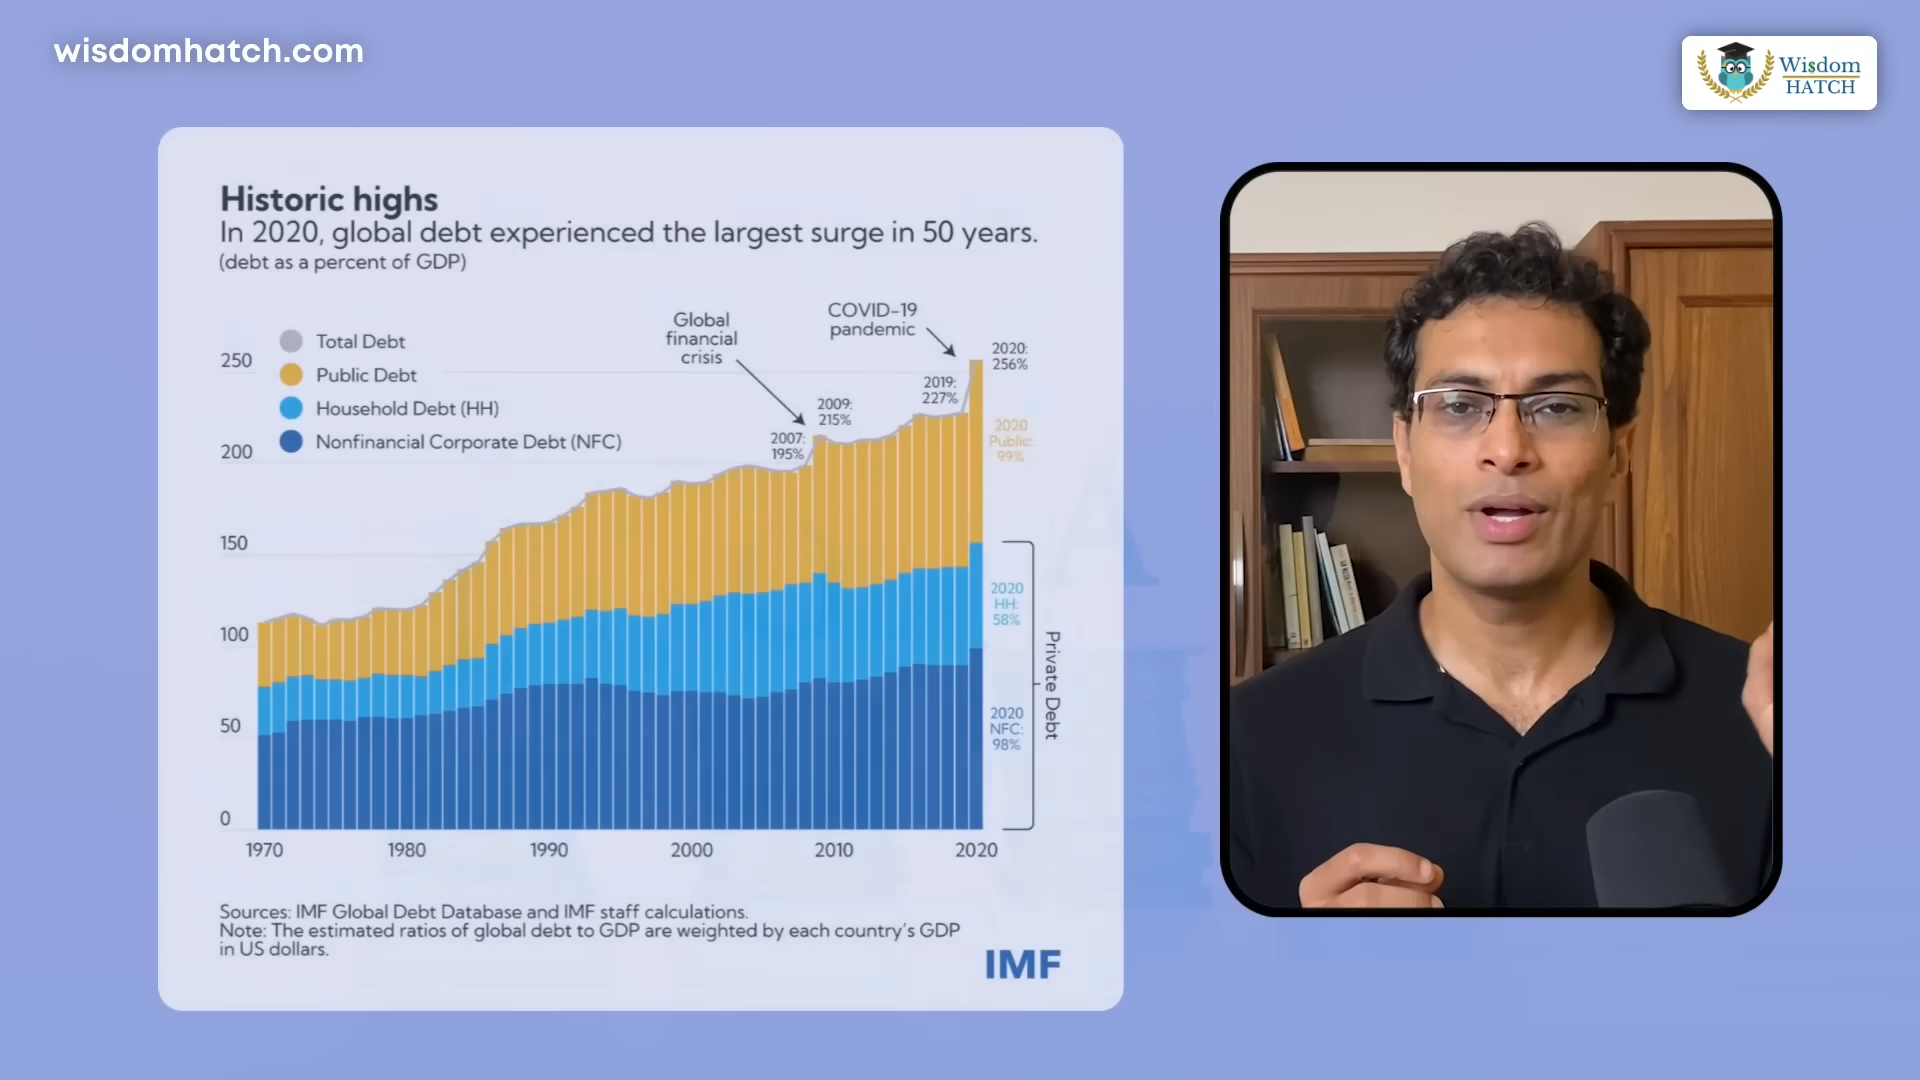 wisdomhatch.com
Wisdom
HATCH
Historic highs
In 2020, global debt experienced the largest surge in 50 years.
(debt as a percent of GDP)
Total Debt
Public Debt
Household Debt (HH)
Nonfinancial Corporate Debt (NFC)
Global
financial
crisis
COVID-19
pandemic
2007:
195%
2009:
215%
2019:
227%
2020:
256%
2020
Public:
99%
2020
HH:
58%
2020
NFC:
98%
Private Debt
250
200
150
100
50
0
1970 1980 1990 2000 2010 2020
Sources: IMF Global Debt Database and IMF staff calculations.
Note: The estimated ratios of global debt to GDP are weighted by each country's GDP
in US dollars.
IMF